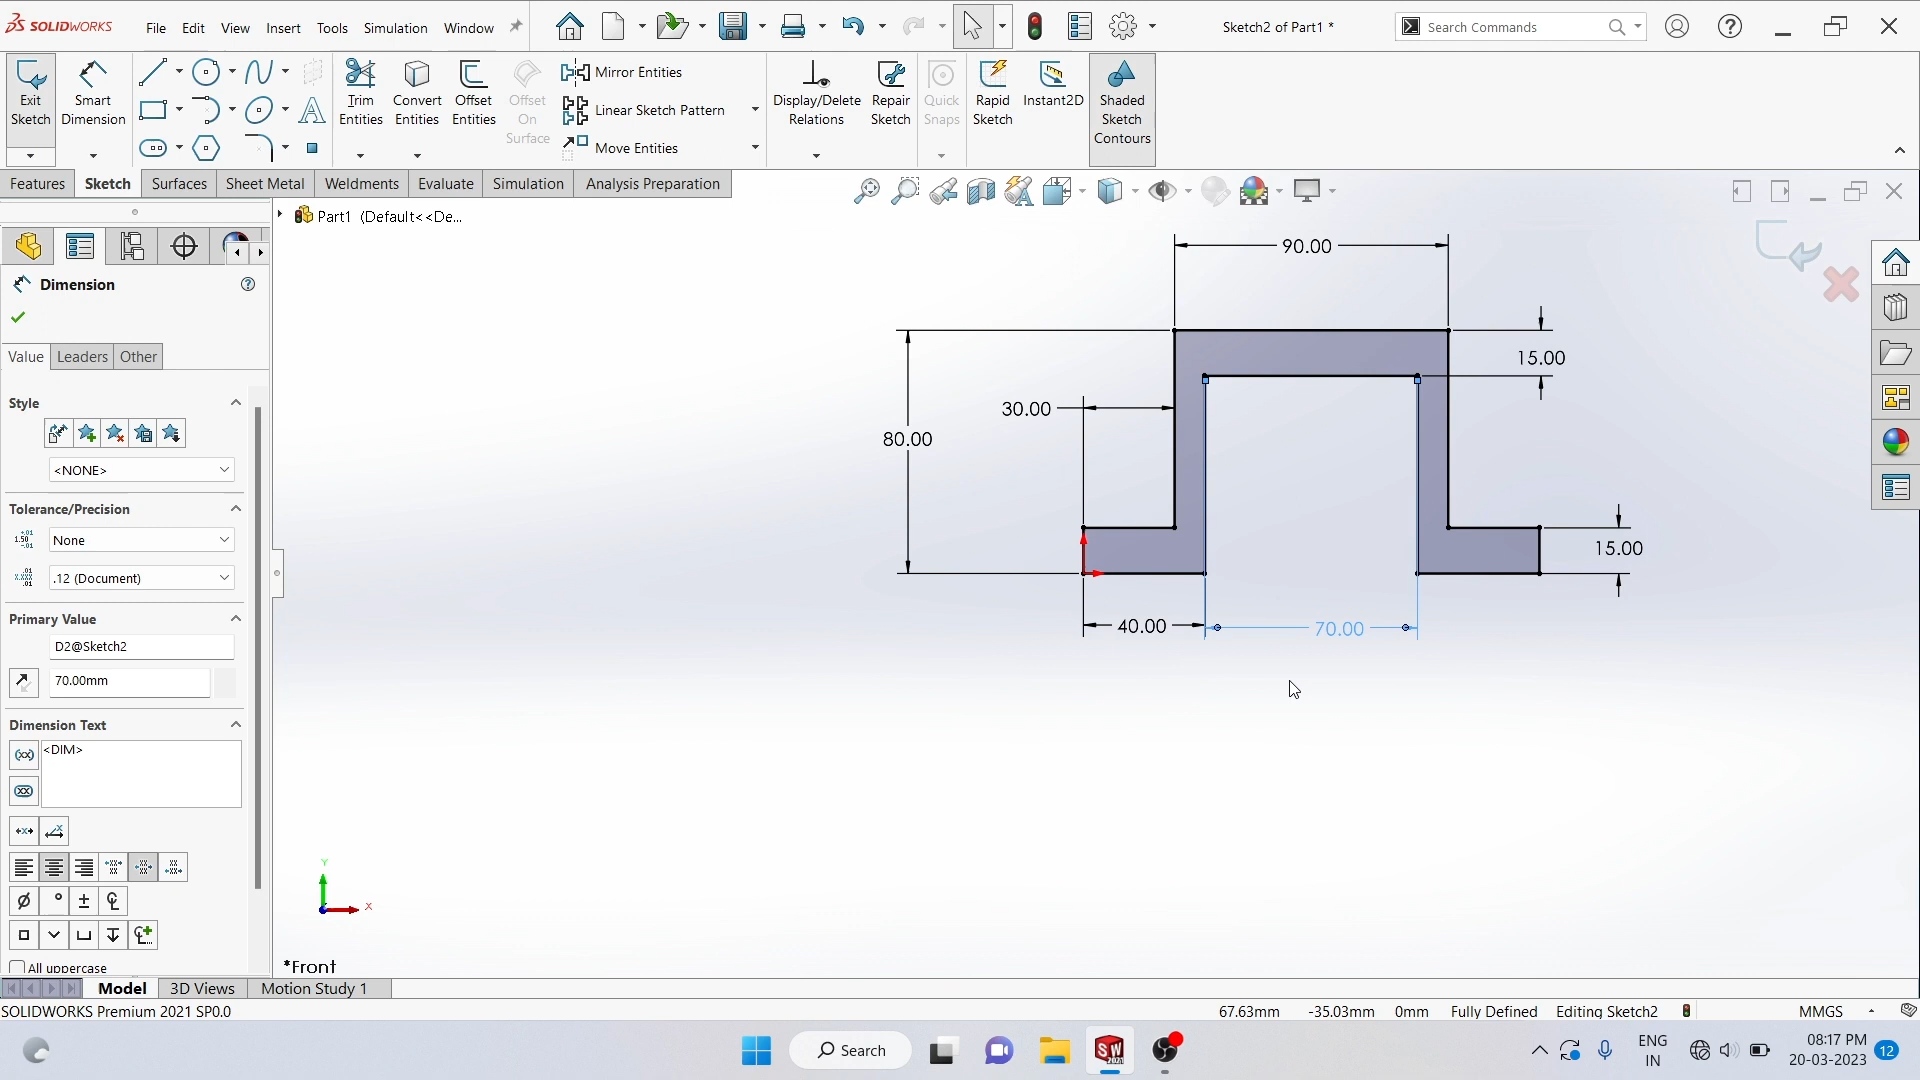 SOLIDWORKS
File Edit View Insert Tools Simulation Window
Sketch2 of Part1 *
Search Commands
Exit Sketch
Smart Dimension
Trim Entities
Convert Entities
Offset Entities
Offset On Surface
Mirror Entities
Linear Sketch Pattern
Move Entities
Display/Delete Relations
Repair Sketch
Quick Snaps
Rapid Sketch
Instant2D
Shaded Sketch Contours
Features Sketch Surfaces Sheet Metal Weldments Evaluate Simulation Analysis Preparation
Part1 (Default<<De...
Dimension
Value Leaders Other
Style
<NONE>
Tolerance/Precision
None
.12 (Document)
Primary Value
D2@Sketch2
70.00mm
Dimension Text
<DIM>
All uppercase
90.00
15.00
30.00
80.00
15.00
40.00
70.00
Y
X
*Front
Model 3D Views Motion Study 1
SOLIDWORKS Premium 2021 SP0.0
67.63mm -35.03mm 0mm Fully Defined Editing Sketch2 MMGS
Search
ENG
IN
08:17 PM
20-03-2023
12